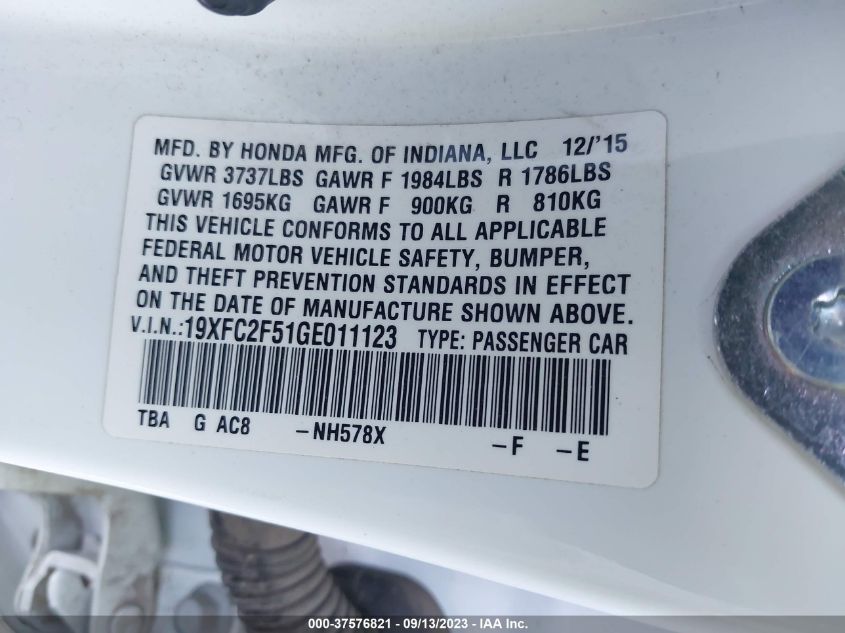 MFD. BY HONDA MFG. OF INDIANA, LLC 12/'15
GVWR 3737LBS GAWR F 1984LBS R 1786LBS
GVWR 1695KG GAWR F 900KG R 810KG
THIS VEHICLE CONFORMS TO ALL APPLICABLE
FEDERAL MOTOR VEHICLE SAFETY, BUMPER,
AND THEFT PREVENTION STANDARDS IN EFFECT
ON THE DATE OF MANUFACTURE SHOWN ABOVE.
V.I.N.:19XFC2F51GE011123 TYPE: PASSENGER CAR
TBA G AC8 -NH578X -F -E
000-37576821 - 09/13/2023 - IAA Inc.